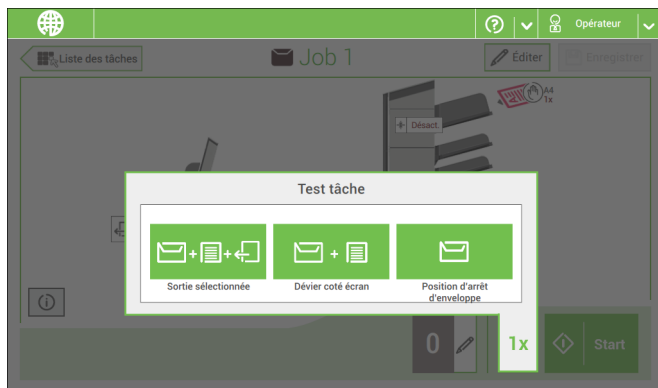 Opérateur
Liste des tâches
Job 1
Éditer
Enregistrer
A4
1x
Désact.
Test tâche
Sortie sélectionnée
Dévier coté écran
Position d'arrêt
d'enveloppe
0
1x
Start